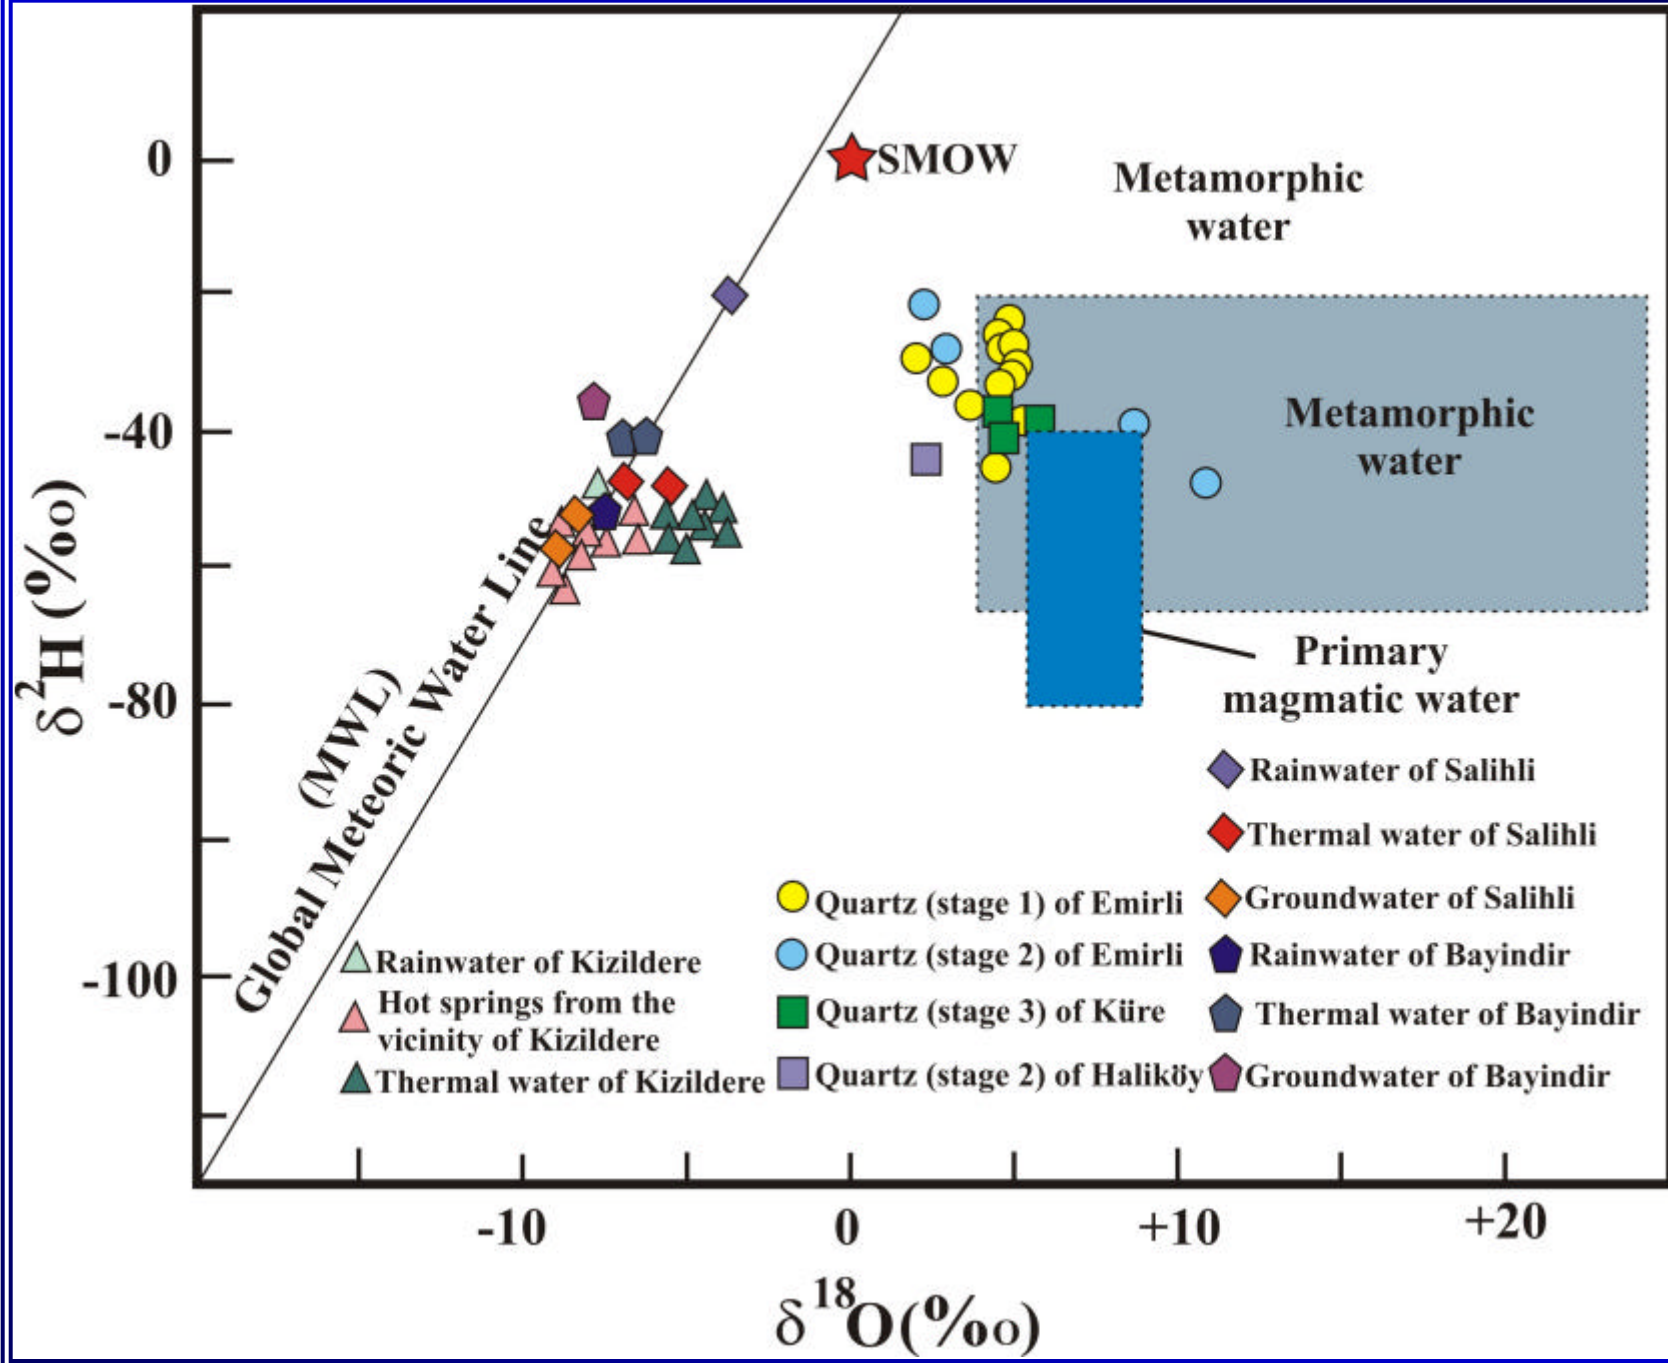 0
SMOW
Metamorphic
water
-40
Metamorphic
water
δ²H (‰)
-80
Primary
magmatic water
(MWL)
Global Meteoric Water Line
-100
Rainwater of Kizildere
Hot springs from the
vicinity of Kizildere
Thermal water of Kizildere
Quartz (stage 1) of Emirli
Quartz (stage 2) of Emirli
Quartz (stage 3) of Küre
Quartz (stage 2) of Haliköy
Rainwater of Salihli
Thermal water of Salihli
Groundwater of Salihli
Rainwater of Bayindir
Thermal water of Bayindir
Groundwater of Bayindir
-10 0 +10 +20
δ¹⁸O(‰)